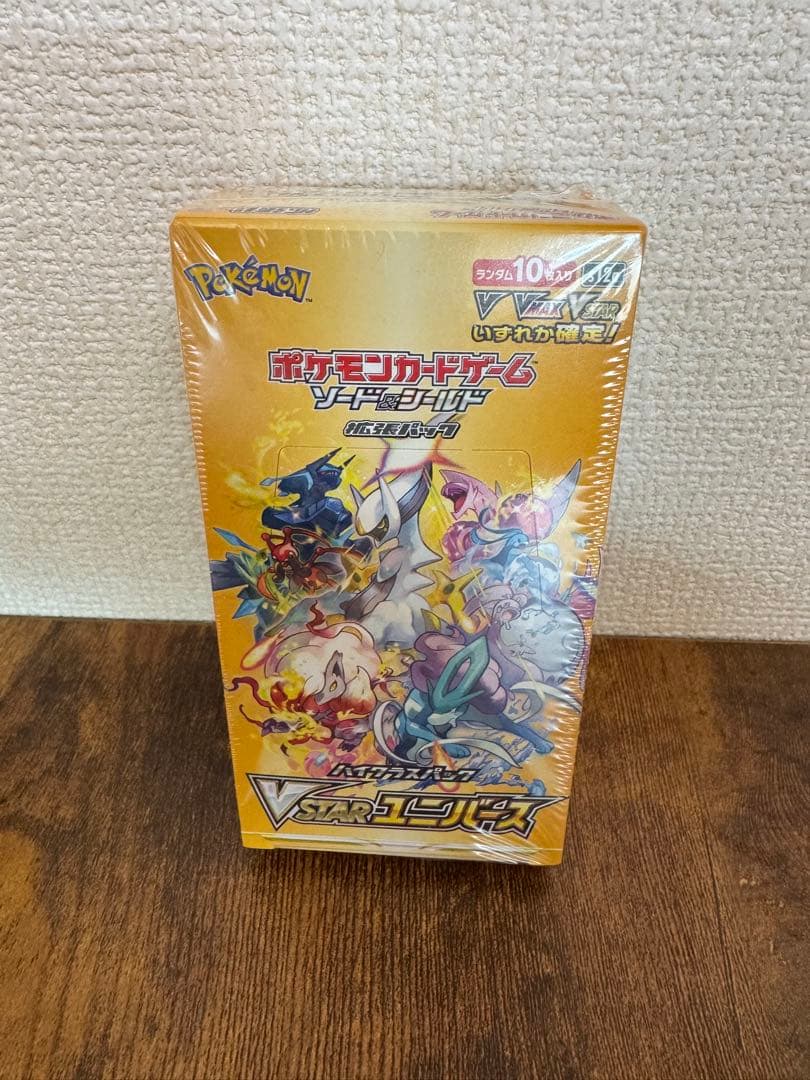 POKéMON
ランダム10枚入り s12a
V VMAX VSTAR
いずれか確定!
ポケモンカードゲーム
ソード&シールド
拡張パック
ハイクラスパック
VSTARユニバース